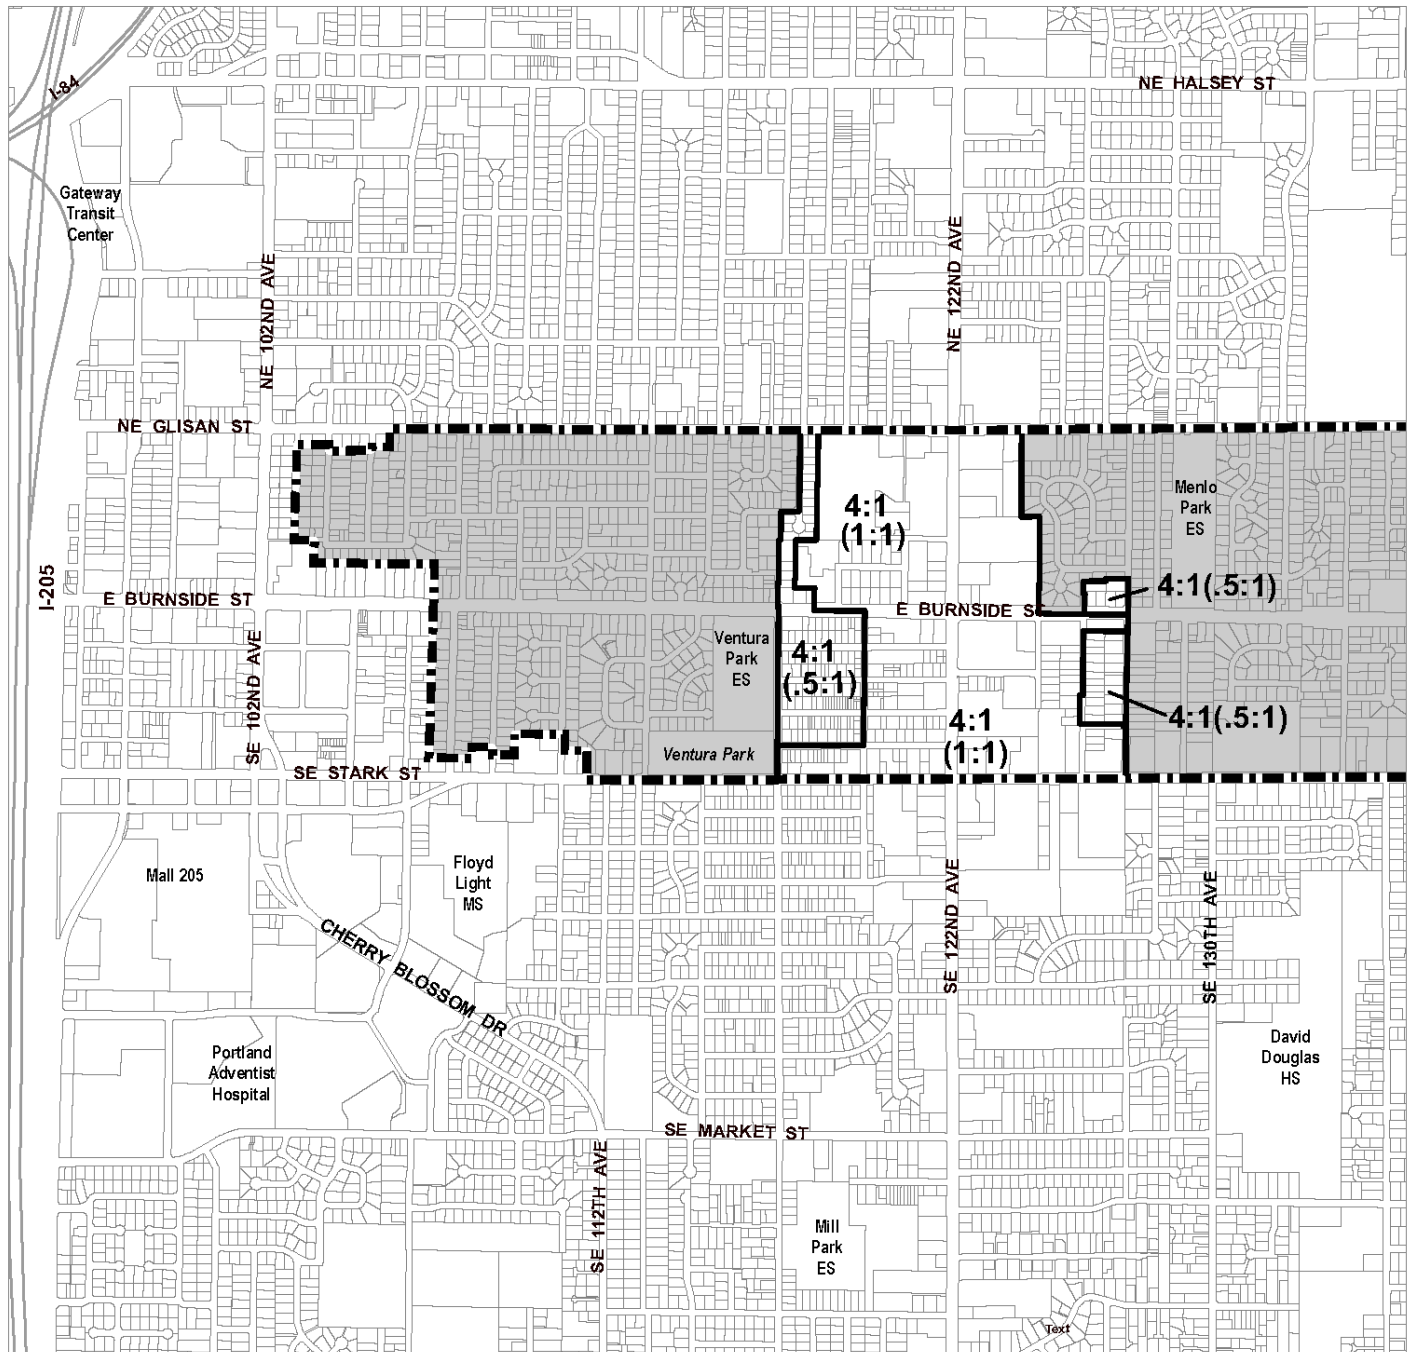 NE HALSEY ST
I-84
Gateway
Transit
Center
NE 102ND AVE
NE 122ND AVE
NE GLISAN ST
Menlo
Park
ES
4:1
(1:1)
I-205
E BURNSIDE ST
E BURNSIDE ST
4:1(.5:1)
Ventura
Park
ES
4:1
(.5:1)
SE 102ND AVE
4:1
(1:1)
4:1(.5:1)
Ventura Park
SE STARK ST
Mall 205
Floyd
Light
MS
SE 122ND AVE
SE 130TH AVE
CHERRY BLOSSOM DR
Portland
Adventist
Hospital
David
Douglas
HS
SE MARKET ST
SE 112TH AVE
Mill
Park
ES
Text